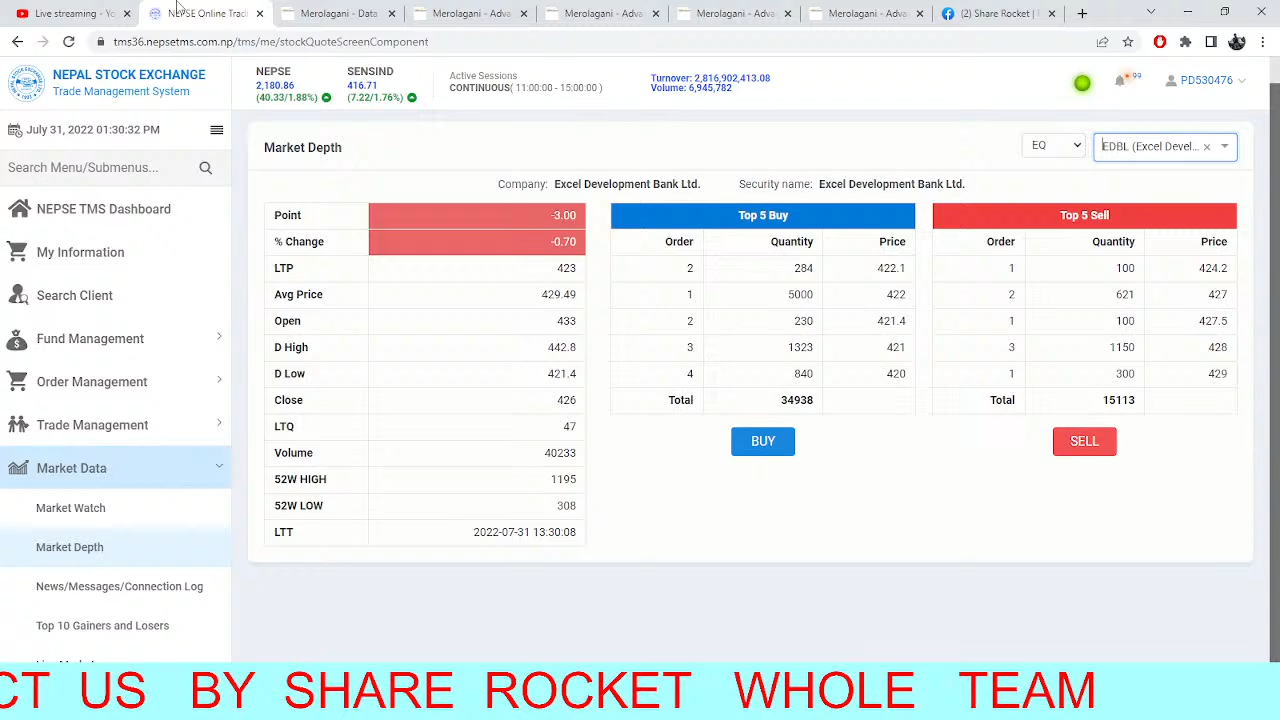 Live streaming - Yo
NEPSE Online Tradi
Merolagani - Data
Merolagani - Adva
Merolagani - Adva
Merolagani - Adva
Merolagani - Adva
(2) Share Rocket |
tms36.nepsetms.com.np/tms/me/stockQuoteScreenComponent
NEPAL STOCK EXCHANGE
Trade Management System
NEPSE
2,180.86
(40.33/1.88%)
SENSIND
416.71
(7.22/1.76%)
Active Sessions
CONTINUOUS( 11:00:00 - 15:00:00 )
Turnover: 2,816,902,413.08
Volume: 6,945,782
99
PD530476
July 31, 2022 01:30:32 PM
Search Menu/Submenus...
NEPSE TMS Dashboard
My Information
Search Client
Fund Management
Order Management
Trade Management
Market Data
Market Watch
Market Depth
News/Messages/Connection Log
Top 10 Gainers and Losers
Market Depth
EQ
EDBL (Excel Devel...
Company: Excel Development Bank Ltd. Security name: Excel Development Bank Ltd.
Point -3.00
% Change -0.70
LTP 423
Avg Price 429.49
Open 433
D High 442.8
D Low 421.4
Close 426
LTQ 47
Volume 40233
52W HIGH 1195
52W LOW 308
LTT 2022-07-31 13:30:08
Top 5 Buy
Order Quantity Price
2 284 422.1
1 5000 422
2 230 421.4
3 1323 421
4 840 420
Total 34938
BUY
Top 5 Sell
Order Quantity Price
1 100 424.2
2 621 427
1 100 427.5
3 1150 428
1 300 429
Total 15113
SELL
CT US BY SHARE ROCKET WHOLE TEAM